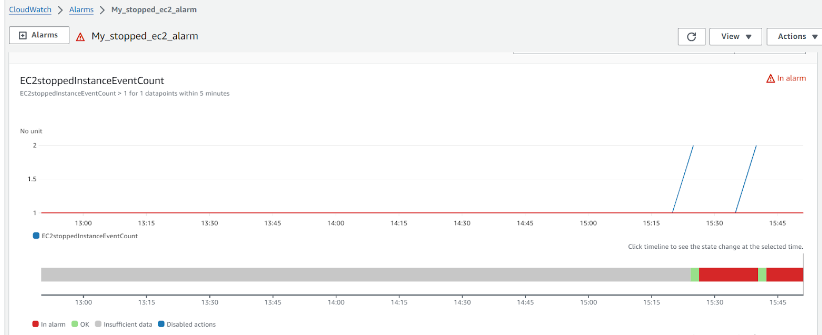 CloudWatch > Alarms > My_stopped_ec2_alarm
Alarms My_stopped_ec2_alarm View Actions
EC2stoppedInstanceEventCount In alarm
EC2stoppedInstanceEventCount > 1 for 1 datapoints within 5 minutes
No unit
2
1.5
1
13:00 13:15 13:30 13:45 14:00 14:15 14:30 14:45 15:00 15:15 15:30 15:45
EC2stoppedInstanceEventCount
Click timeline to see the state change at the selected time.
13:00 13:15 13:30 13:45 14:00 14:15 14:30 14:45 15:00 15:15 15:30 15:45
In alarm OK Insufficient data Disabled actions